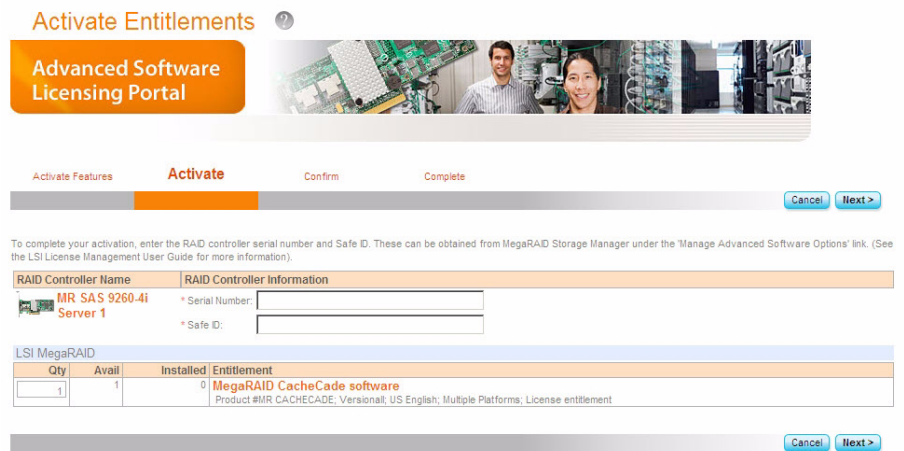 Activate Entitlements ?
Advanced Software
Licensing Portal
Activate Features Activate Confirm Complete
Cancel Next >
To complete your activation, enter the RAID controller serial number and Safe ID. These can be obtained from MegaRAID Storage Manager under the 'Manage Advanced Software Options' link. (See
the LSI License Management User Guide for more information).
RAID Controller Name RAID Controller Information
MR SAS 9260-4i
Server 1
* Serial Number:
* Safe ID:
LSI MegaRAID
Qty Avail Installed Entitlement
1 1 0 MegaRAID CacheCade software
Product #MR CACHECADE; Versionall; US English; Multiple Platforms; License entitlement
Cancel Next >